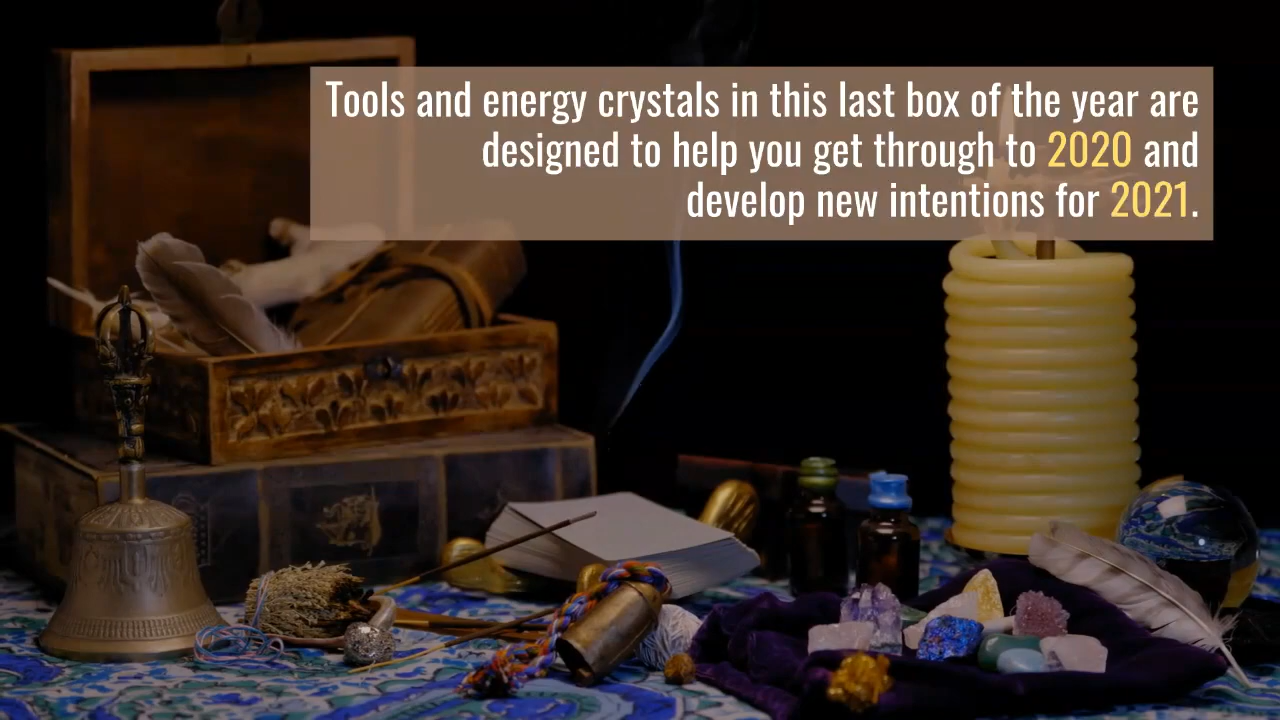 Tools and energy crystals in this last box of the year are
designed to help you get through to 2020 and
develop new intentions for 2021.